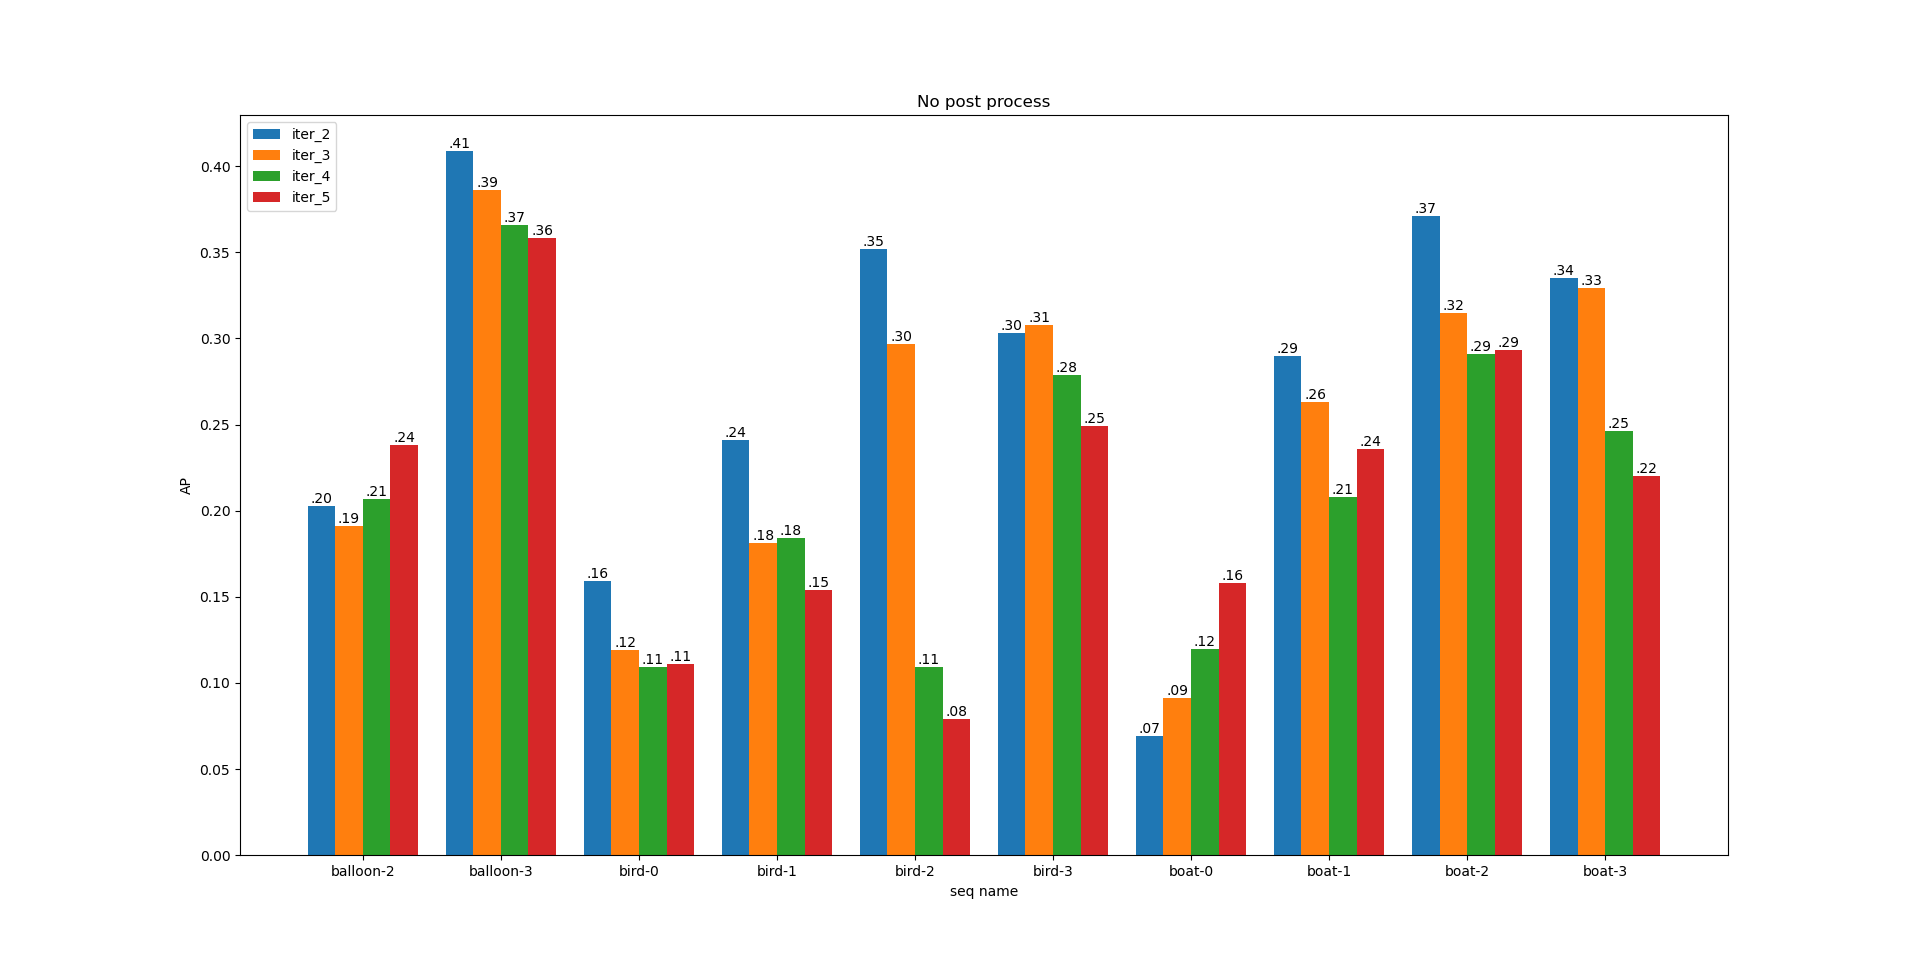 No post process
iter_2
iter_3
iter_4
iter_5
AP
0.40
0.35
0.30
0.25
0.20
0.15
0.10
0.05
0.00
.20 .19 .21 .24
.41 .39 .37 .36
.16 .12 .11 .11
.24 .18 .18 .15
.35 .30 .11 .08
.30 .31 .28 .25
.07 .09 .12 .16
.29 .26 .21 .24
.37 .32 .29 .29
.34 .33 .25 .22
balloon-2 balloon-3 bird-0 bird-1 bird-2 bird-3 boat-0 boat-1 boat-2 boat-3
seq name